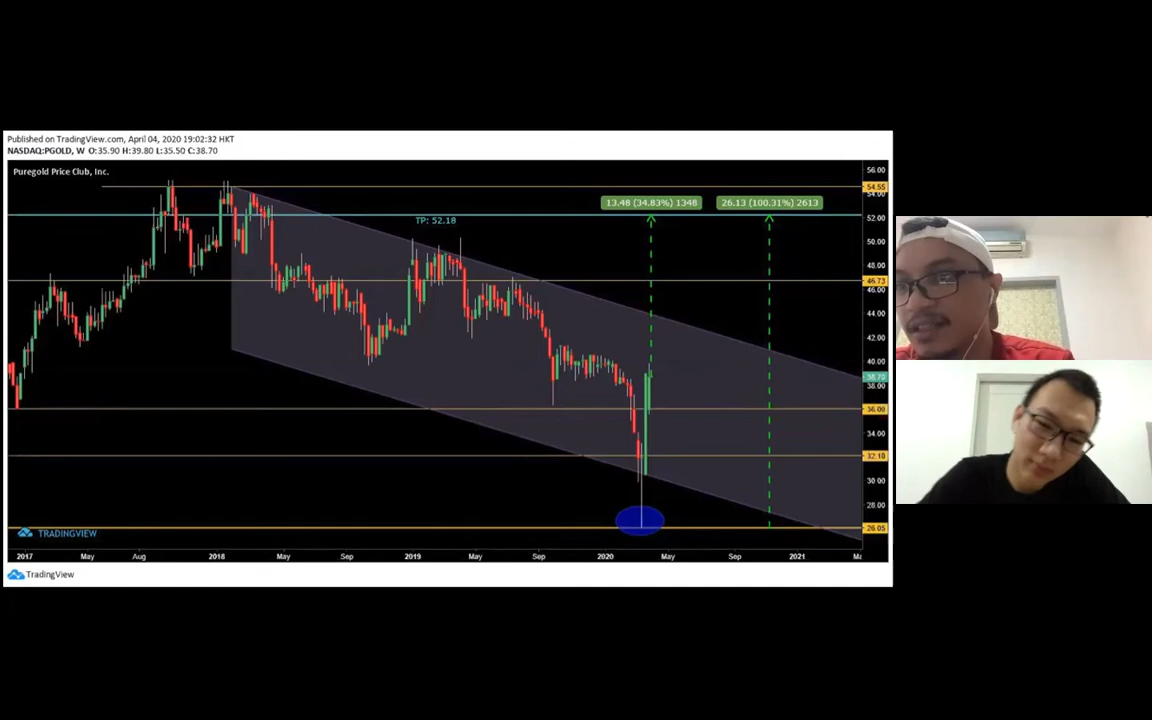 Published on TradingView.com, April 04, 2020 19:02:32 HKT
NASDAQ:PGOLD, W O:35.90 H:39.80 L:35.50 C:38.70
Puregold Price Club, Inc.
56.00
54.55
54.00
13.48 (34.83%) 1348
26.13 (100.31%) 2613
TP: 52.18
52.00
50.00
48.00
46.73
46.00
44.00
42.00
40.00
38.70
38.00
36.00
34.00
32.10
30.00
28.00
26.05
TRADINGVIEW
2017 May Aug 2018 May Sep 2019 May Sep 2020 May Sep 2021
TradingView